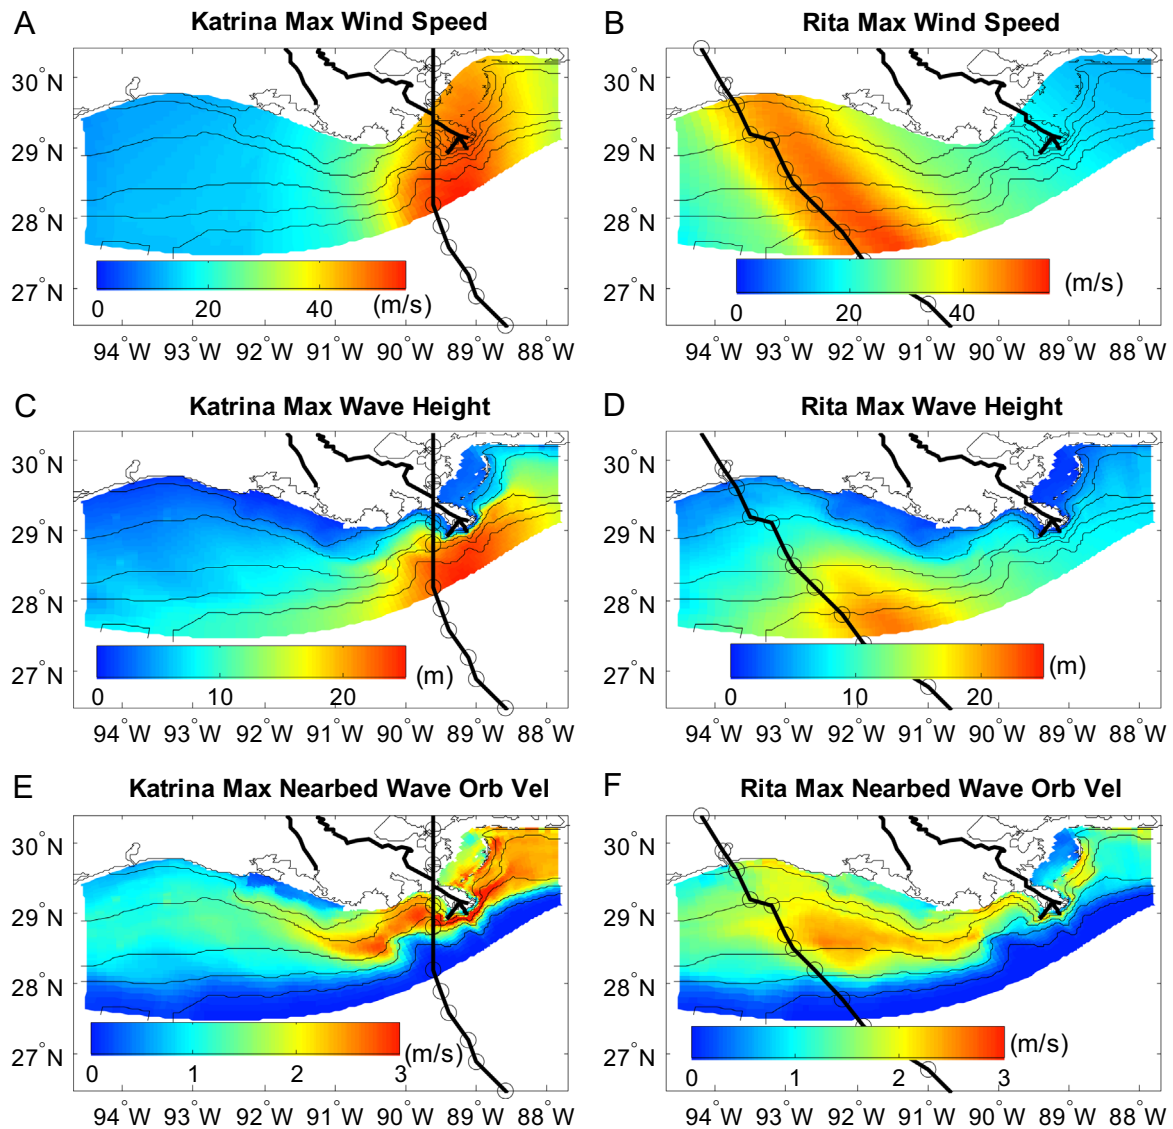 A Katrina Max Wind Speed
30°N
29°N
28°N
27°N
0 20 40 (m/s)
94°W 93°W 92°W 91°W 90°W 89°W 88°W
B Rita Max Wind Speed
30°N
29°N
28°N
27°N
0 20 40 (m/s)
94°W 93°W 92°W 91°W 90°W 89°W 88°W
C Katrina Max Wave Height
30°N
29°N
28°N
27°N
0 10 20 (m)
94°W 93°W 92°W 91°W 90°W 89°W 88°W
D Rita Max Wave Height
30°N
29°N
28°N
27°N
0 10 20 (m)
94°W 93°W 92°W 91°W 90°W 89°W 88°W
E Katrina Max Nearbed Wave Orb Vel
30°N
29°N
28°N
27°N
0 1 2 3 (m/s)
94°W 93°W 92°W 91°W 90°W 89°W 88°W
F Rita Max Nearbed Wave Orb Vel
30°N
29°N
28°N
27°N
0 1 2 3 (m/s)
94°W 93°W 92°W 91°W 90°W 89°W 88°W